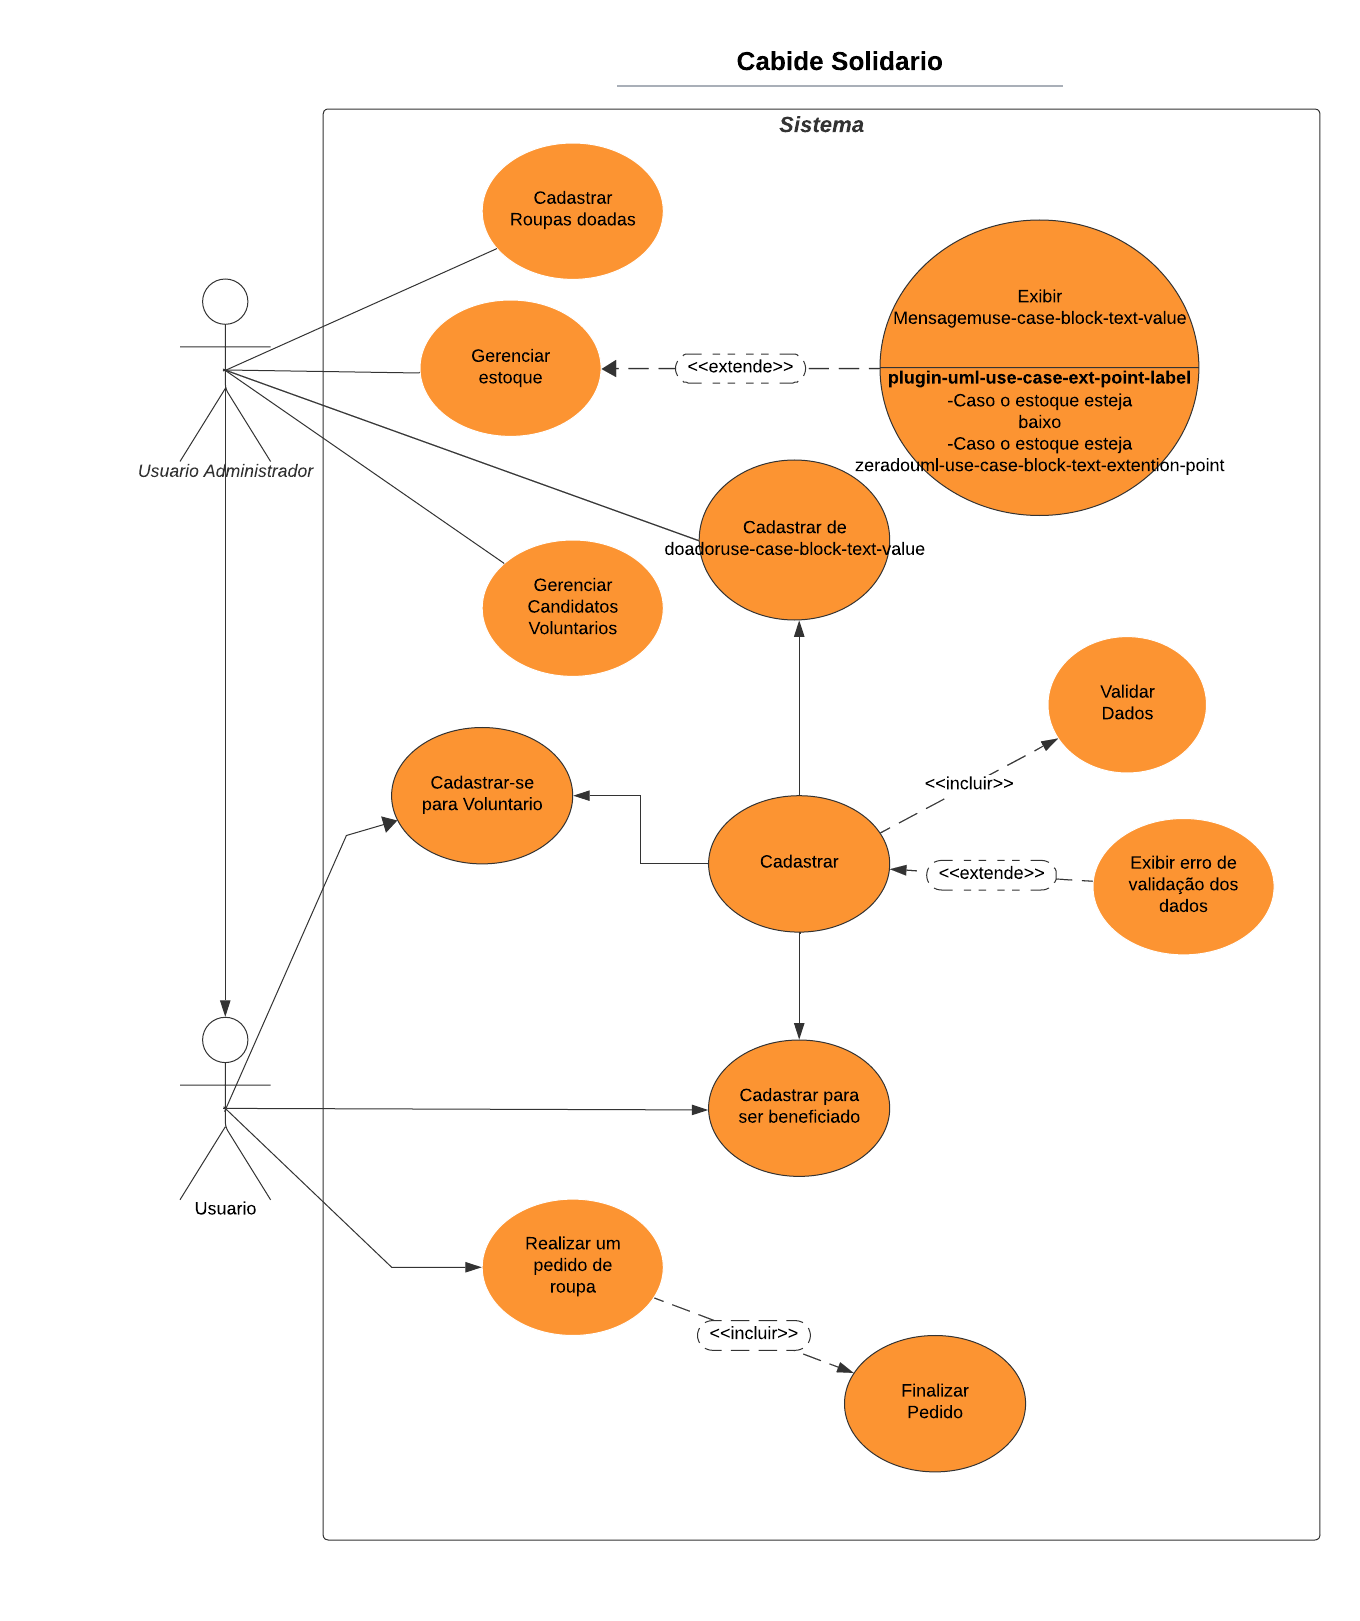 Cabide Solidario
Sistema
Cadastrar
Roupas doadas
Exibir
Mensagemuse-case-block-text-value
Gerenciar
estoque
<<extende>>
plugin-uml-use-case-ext-point-label
-Caso o estoque esteja
baixo
-Caso o estoque esteja
zeradouml-use-case-block-text-extention-point
Usuario Administrador
Cadastrar de
doadoruse-case-block-text-value
Gerenciar
Candidatos
Voluntarios
Validar
Dados
Cadastrar-se
para Voluntario
<<incluir>>
Cadastrar
<<extende>>
Exibir erro de
validação dos
dados
Cadastrar para
ser beneficiado
Usuario
Realizar um
pedido de
roupa
<<incluir>>
Finalizar
Pedido